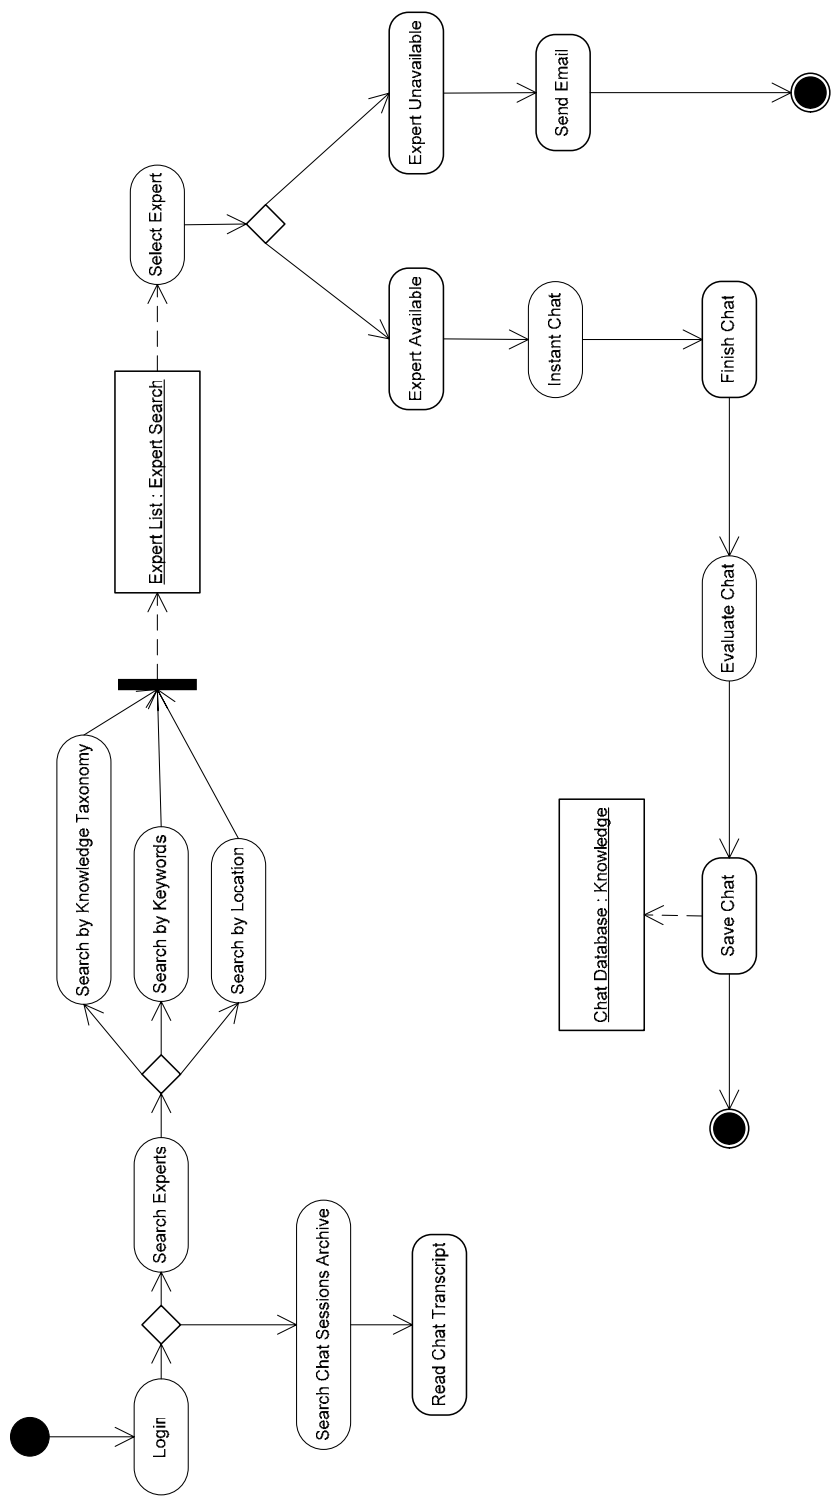 Login
Search Experts
Search Chat Sessions Archive
Read Chat Transcript
Search by Knowledge Taxonomy
Search by Keywords
Search by Location
Expert List : Expert Search
Select Expert
Expert Unavailable
Send Email
Expert Available
Instant Chat
Finish Chat
Evaluate Chat
Save Chat
Chat Database : Knowledge